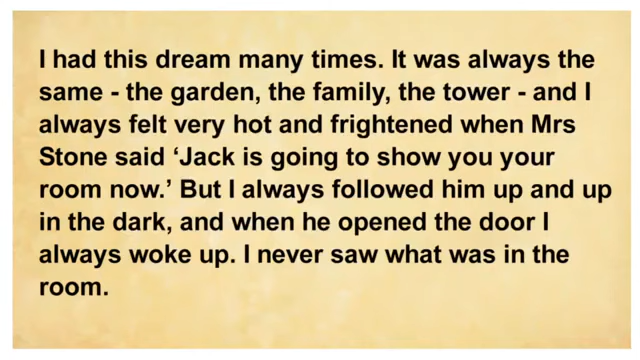 I had this dream many times. It was always the
same - the garden, the family, the tower - and I
always felt very hot and frightened when Mrs
Stone said ‘Jack is going to show you your
room now.’ But I always followed him up and up
in the dark, and when he opened the door I
always woke up. I never saw what was in the
room.